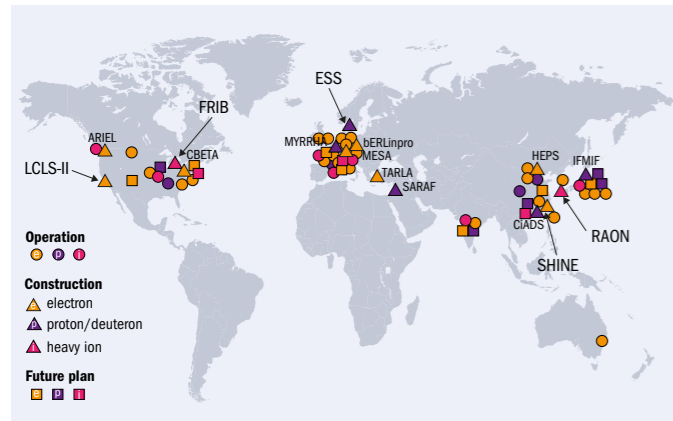 ESS
FRIB
ARIEL
CBETA
LCLS-II
MYRRHA
bERLinpro
MESA
TARLA
SARAF
HEPS
IFMIF
CiADS
RAON
SHINE
Operation
e p i
Construction
e electron
p proton/deuteron
i heavy ion
Future plan
e p i